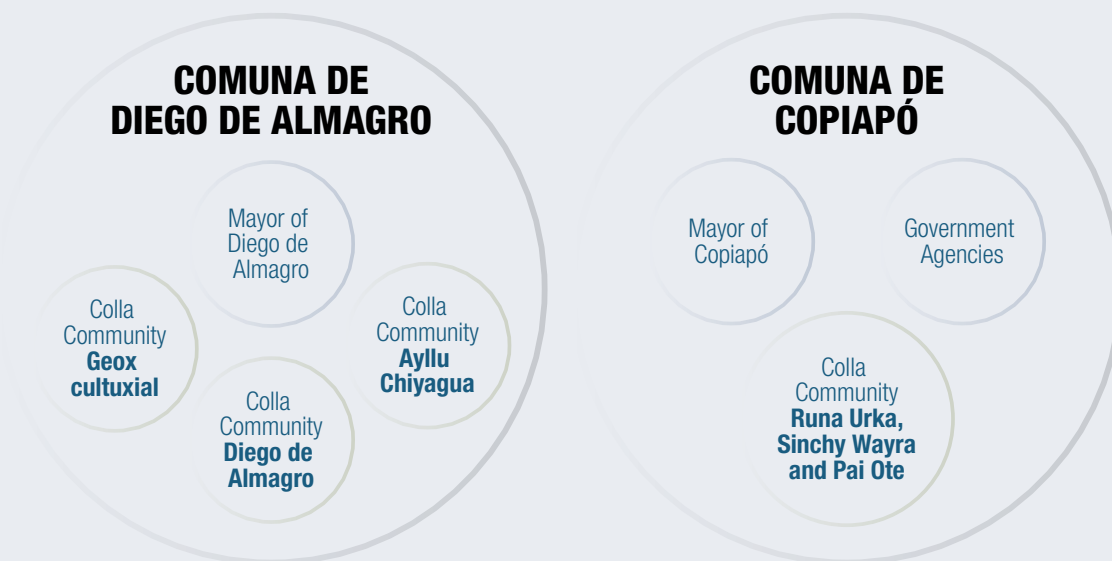 COMUNA DE
DIEGO DE ALMAGRO
Mayor of
Diego de
Almagro
Colla
Community
Geox
cultuxial
Colla
Community
Ayllu
Chiyagua
Colla
Community
Diego de
Almagro
COMUNA DE
COPIAPÓ
Mayor of
Copiapó
Government
Agencies
Colla
Community
Runa Urka,
Sinchy Wayra
and Pai Ote